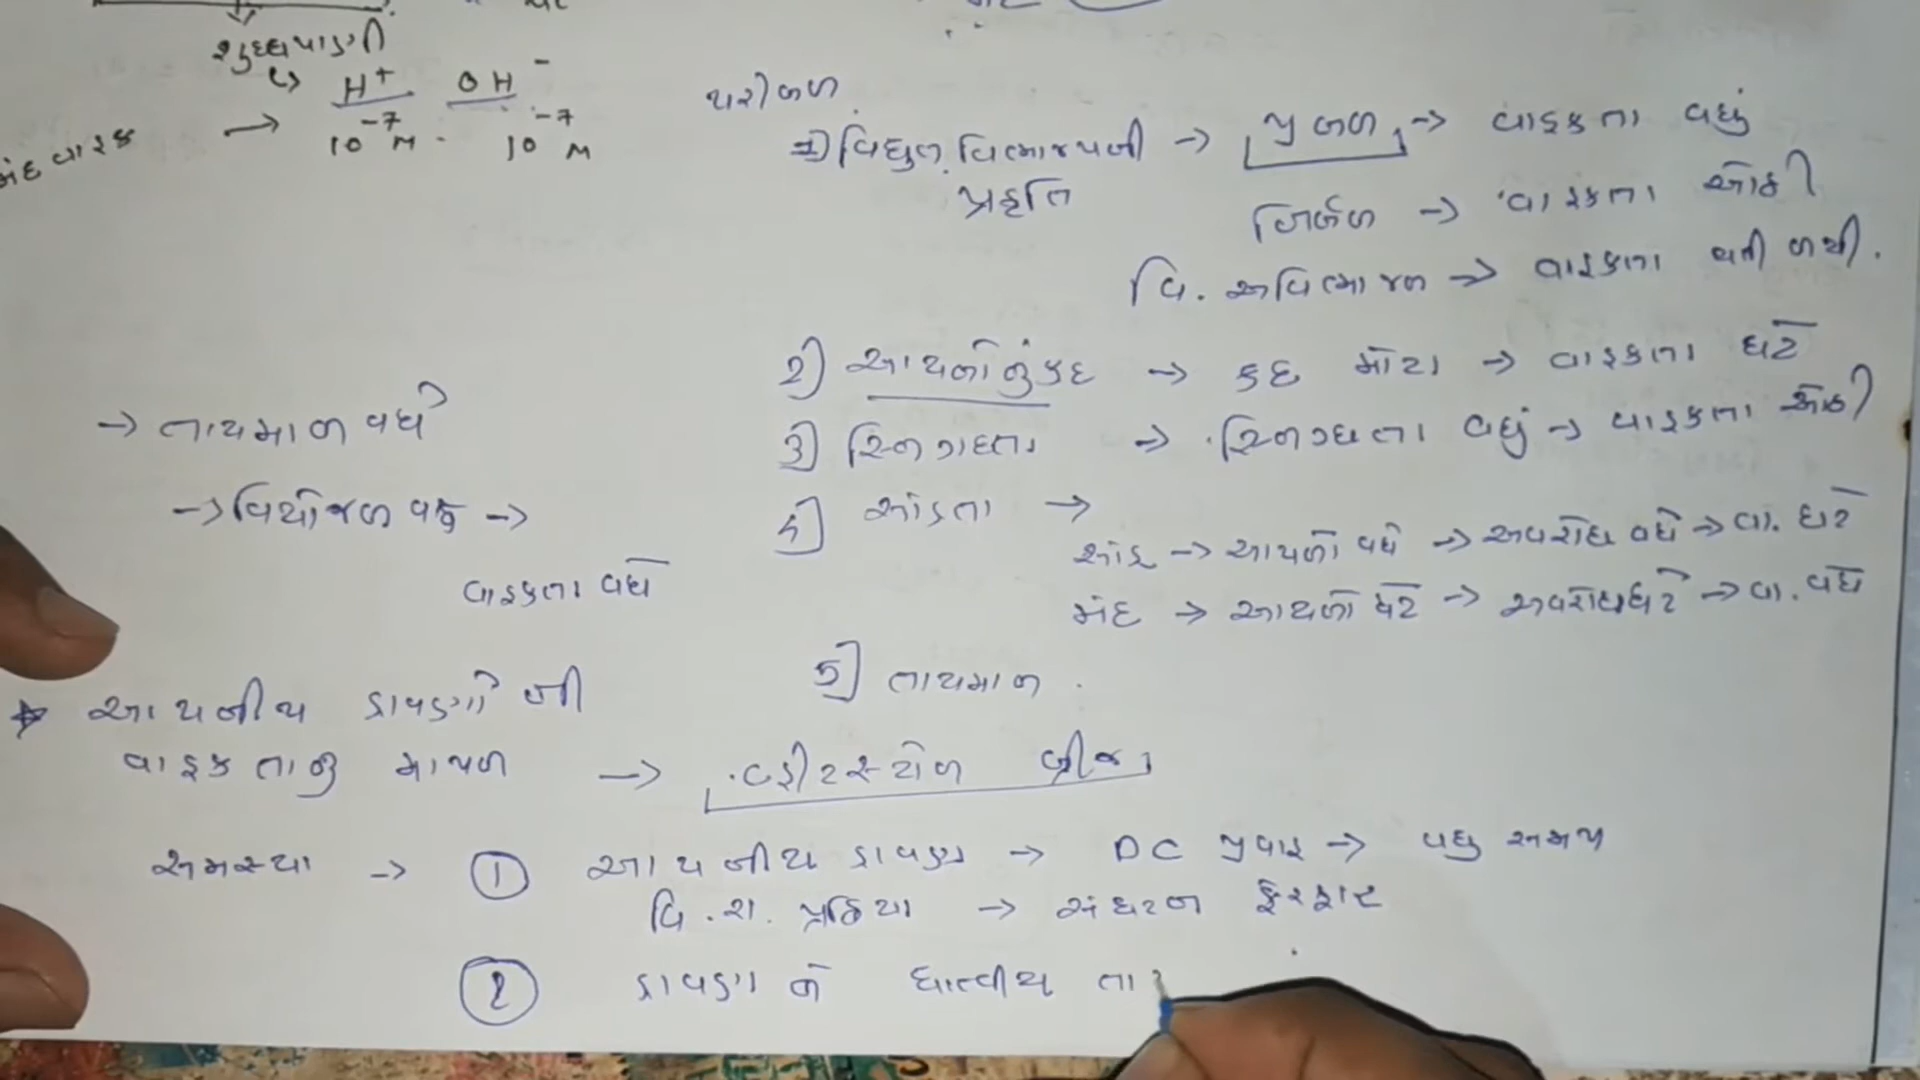 શુદ્ધ પાણી
H⁺ OH⁻
મંદ વાહક → 10⁻⁷ M 10⁻⁷ M
પરીબળ
1) વિદ્યુત વિભાજ્યની → પ્રબળ → વાહકતા વધું
પ્રકૃતિ
નિર્બળ → વાહકતા ઓછી
વિ. અવિભાજન → વાહકતા થતી નથી.
2) આયનોનું કદ → કદ મોટા → વાહકતા ઘટે
3) સ્નિગ્ધતા → સ્નિગ્ધતા વધું → વાહકતા ઓછી
4) સાંદ્રતા →
સાંદ્ર → આયનો વધે → અવરોધ વધે → વા. ઘટે
મંદ → આયનો ઘટે → અવરોધ ઘટે → વા. વધે
5) તાપમાન.
→ તાપમાન વધે
→ વિયોજન વધુ →
વાહકતા વધે
★ આયનીય દ્રાવણોની
વાહકતાનું માપન → વ્હીટસ્ટોન બ્રીજ
સમસ્યા → ① આયનીય દ્રાવણ → DC પ્રવાહ → વધુ સમય
વિ. રા. પ્રક્રિયા → સંઘટન ફેરફાર
② દ્રાવણ ને ધાત્વીય તાર